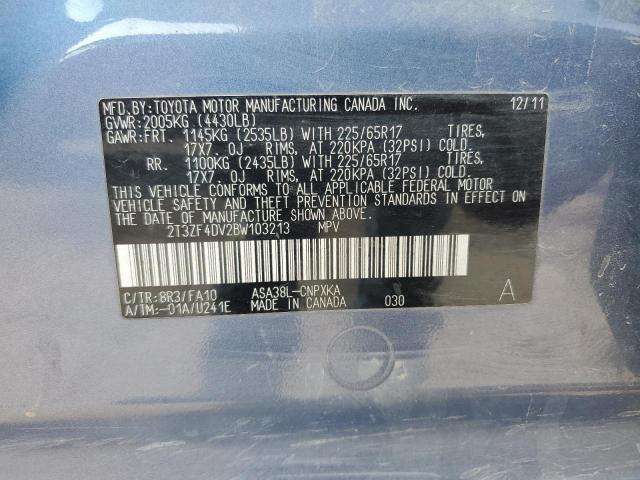 MFD.BY:TOYOTA MOTOR MANUFACTURING CANADA INC. 12/11
GVWR:2005KG (4430LB)
GAWR:FRT. 1145KG (2535LB) WITH 225/65R17 TIRES,
17X7. 0J RIMS, AT 220KPA (32PSI) COLD.
RR. 1100KG (2435LB) WITH 225/65R17 TIRES,
17X7. 0J RIMS, AT 220KPA (32PSI) COLD.
THIS VEHICLE CONFORMS TO ALL APPLICABLE FEDERAL MOTOR
VEHICLE SAFETY AND THEFT PREVENTION STANDARDS IN EFFECT ON
THE DATE OF MANUFACTURE SHOWN ABOVE.
2T3ZF4DV2BW103213 MPV
C/TR:8R3/FA10 ASA38L-CNPXKA
A/TM:-01A/U241E MADE IN CANADA 030 A